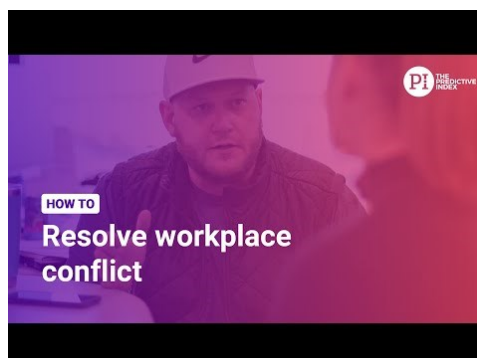 PI THE
PREDICTIVE
INDEX
HOW TO
Resolve workplace
conflict